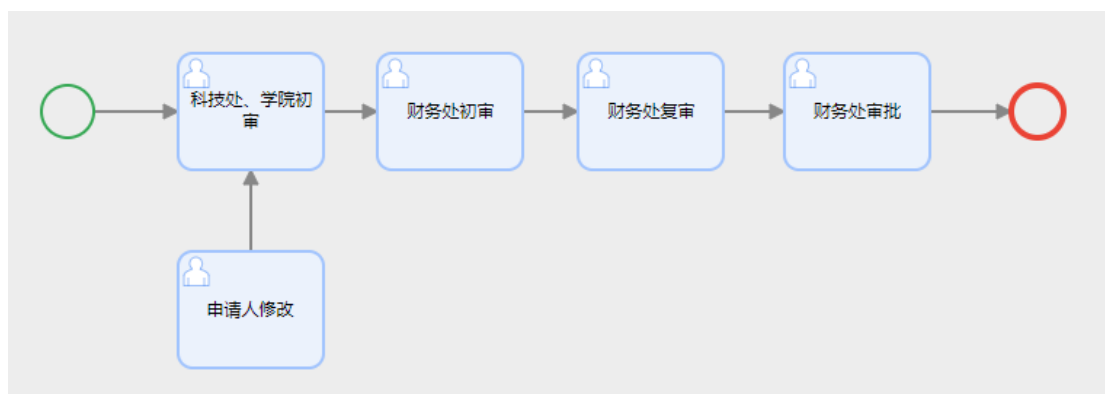 科技处、学院初
审
财务处初审
财务处复审
财务处审批
申请人修改